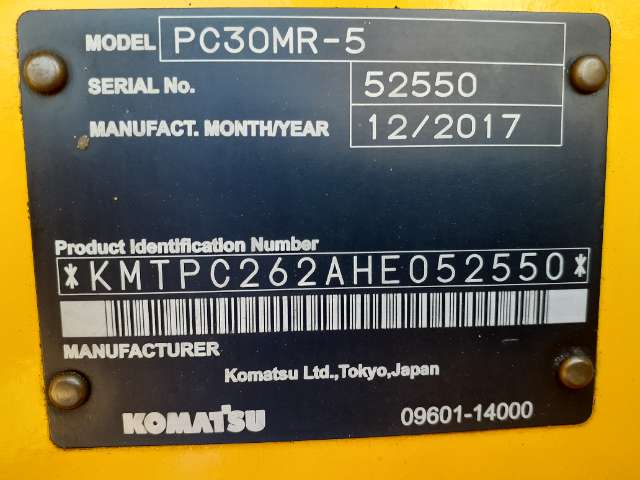 MODEL PC30MR-5
SERIAL No. 52550
MANUFACT. MONTH/YEAR 12/2017
Product Identification Number
*KMTPC262AHE052550*
MANUFACTURER
Komatsu Ltd.,Tokyo,Japan
KOMATSU 09601-14000